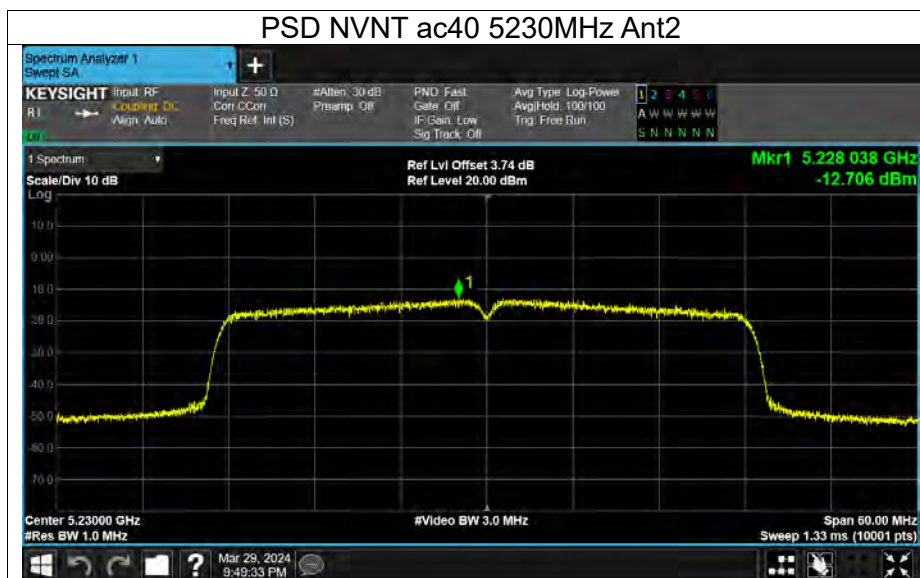 PSD NVNT ac40 5230MHz Ant2
Spectrum Analyzer 1
Swept SA
+
KEYSIGHT Input: RF Input Z: 50 Ω #Atten: 30 dB PNO: Fast Avg Type: Log-Power 1 2 3 4 5 6
Coupling: DC Corr CCorr Preamp: Off Gate: Off Avg|Hold: 100/100 A W W W W W
Align: Auto Freq Ref: Int (S) IF Gain: Low Trig: Free Run
Sig Track: Off S N N N N N
1 Spectrum Ref Lvl Offset 3.74 dB Mkr1 5.228 038 GHz
Scale/Div 10 dB Ref Level 20.00 dBm -12.706 dBm
Log
10.0
0.00
-10.0
1
-20.0
-30.0
-40.0
-50.0
-60.0
-70.0
Center 5.23000 GHz #Video BW 3.0 MHz Span 60.00 MHz
#Res BW 1.0 MHz Sweep 1.33 ms (10001 pts)
? Mar 29, 2024
9:49:33 PM